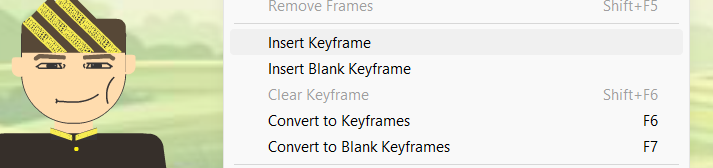 Remove Frames Shift+F5
Insert Keyframe
Insert Blank Keyframe
Clear Keyframe Shift+F6
Convert to Keyframes F6
Convert to Blank Keyframes F7